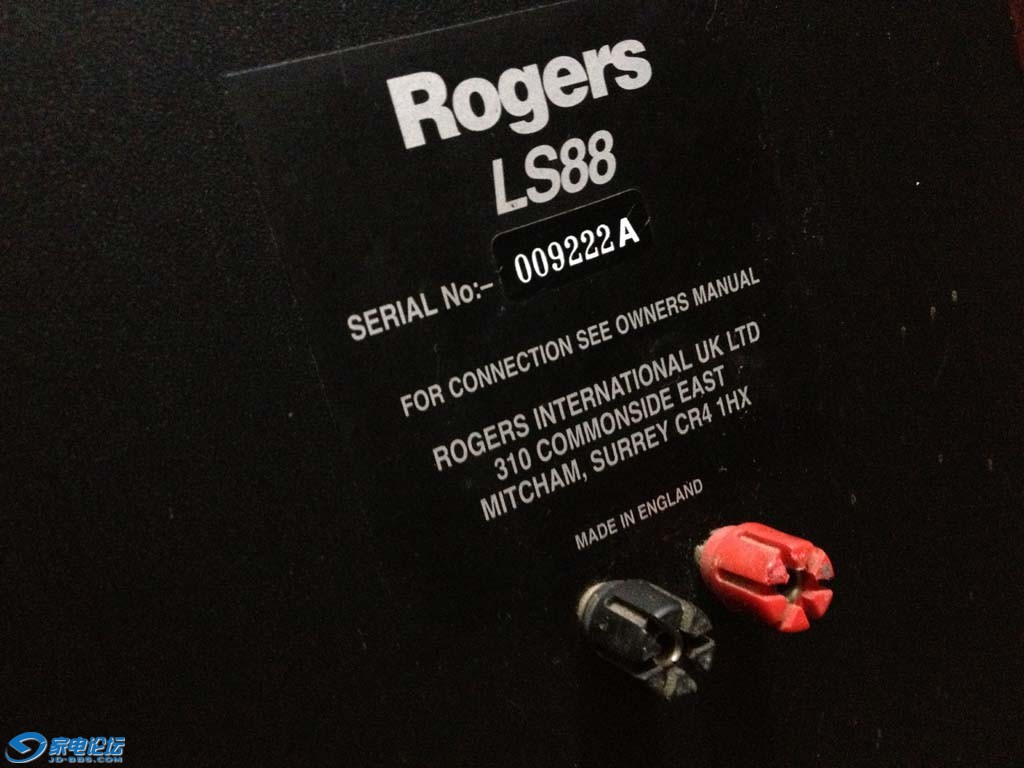 Rogers
LS88
SERIAL No:- 009222A
FOR CONNECTION SEE OWNERS MANUAL
ROGERS INTERNATIONAL UK LTD
310 COMMONSIDE EAST
MITCHAM, SURREY CR4 1HX
MADE IN ENGLAND
家电论坛
JD-BBS.COM